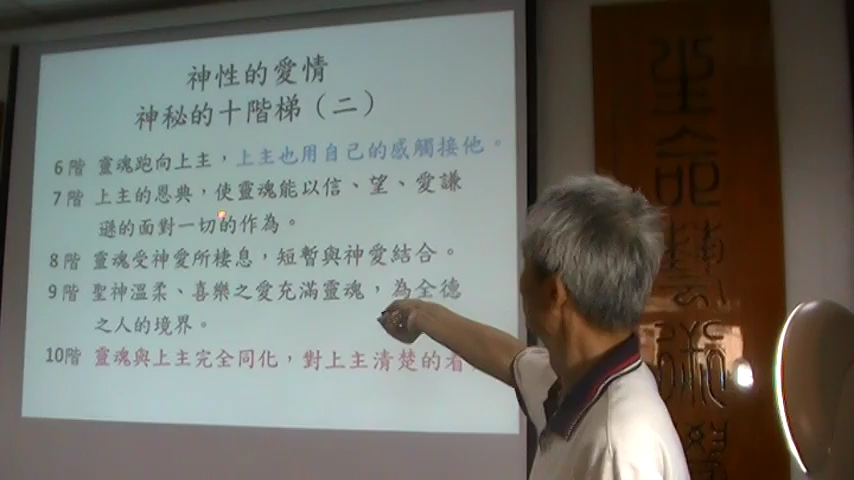 神性的愛情
神秘的十階梯（二）
6階 靈魂跑向上主，上主也用自己的感觸接他。
7階 上主的恩典，使靈魂能以信、望、愛謙
遜的面對一切的作為。
8階 靈魂受神愛所棲息，短暫與神愛結合。
9階 聖神溫柔、喜樂之愛充滿靈魂，為全德
之人的境界。
10階 靈魂與上主完全同化，對上主清楚的看
生命藝術學